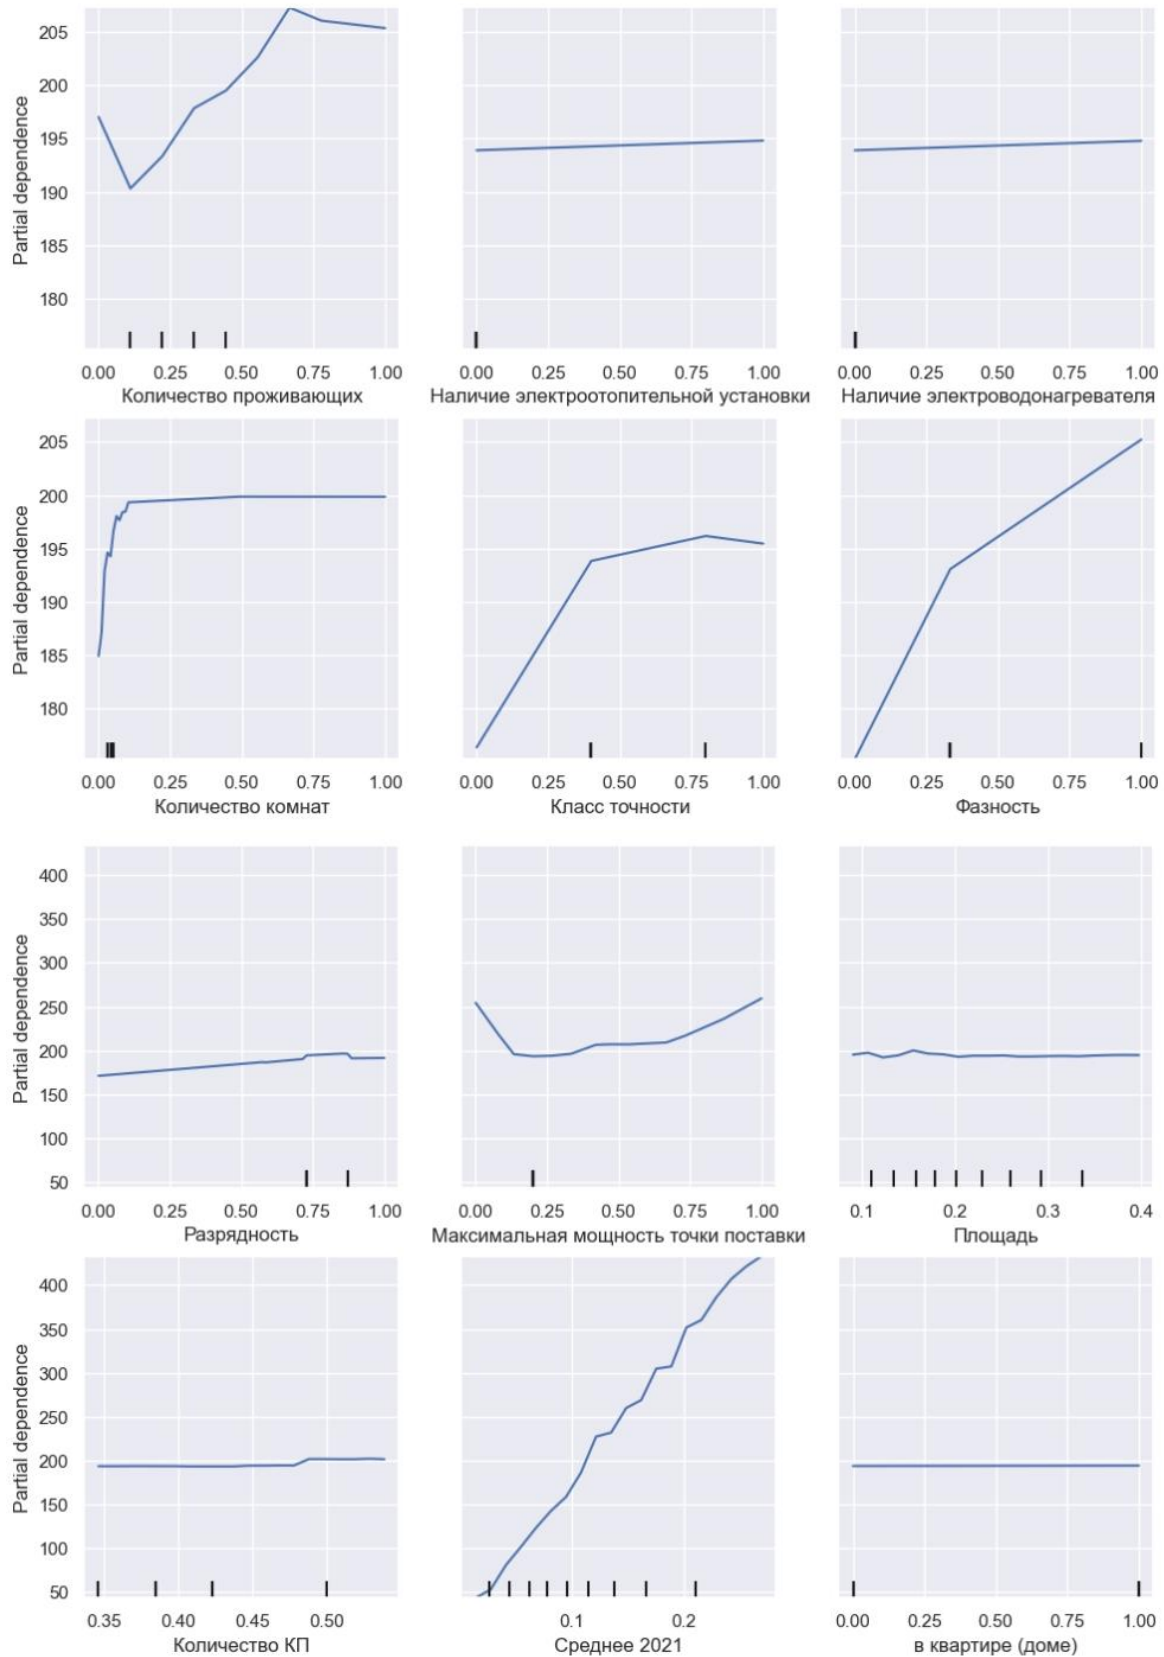 205
200
195
190
185
180
Partial dependence
0.00 0.25 0.50 0.75 1.00
Количество проживающих
0.00 0.25 0.50 0.75 1.00
Наличие электроотопительной установки
0.00 0.25 0.50 0.75 1.00
Наличие электроводонагревателя
205
200
195
190
185
180
Partial dependence
0.00 0.25 0.50 0.75 1.00
Количество комнат
0.00 0.25 0.50 0.75 1.00
Класс точности
0.00 0.25 0.50 0.75 1.00
Фазность
400
350
300
250
200
150
100
50
Partial dependence
0.00 0.25 0.50 0.75 1.00
Разрядность
0.00 0.25 0.50 0.75 1.00
Максимальная мощность точки поставки
0.1 0.2 0.3 0.4
Площадь
400
350
300
250
200
150
100
50
Partial dependence
0.35 0.40 0.45 0.50
Количество КП
0.1 0.2
Среднее 2021
0.00 0.25 0.50 0.75 1.00
в квартире (доме)